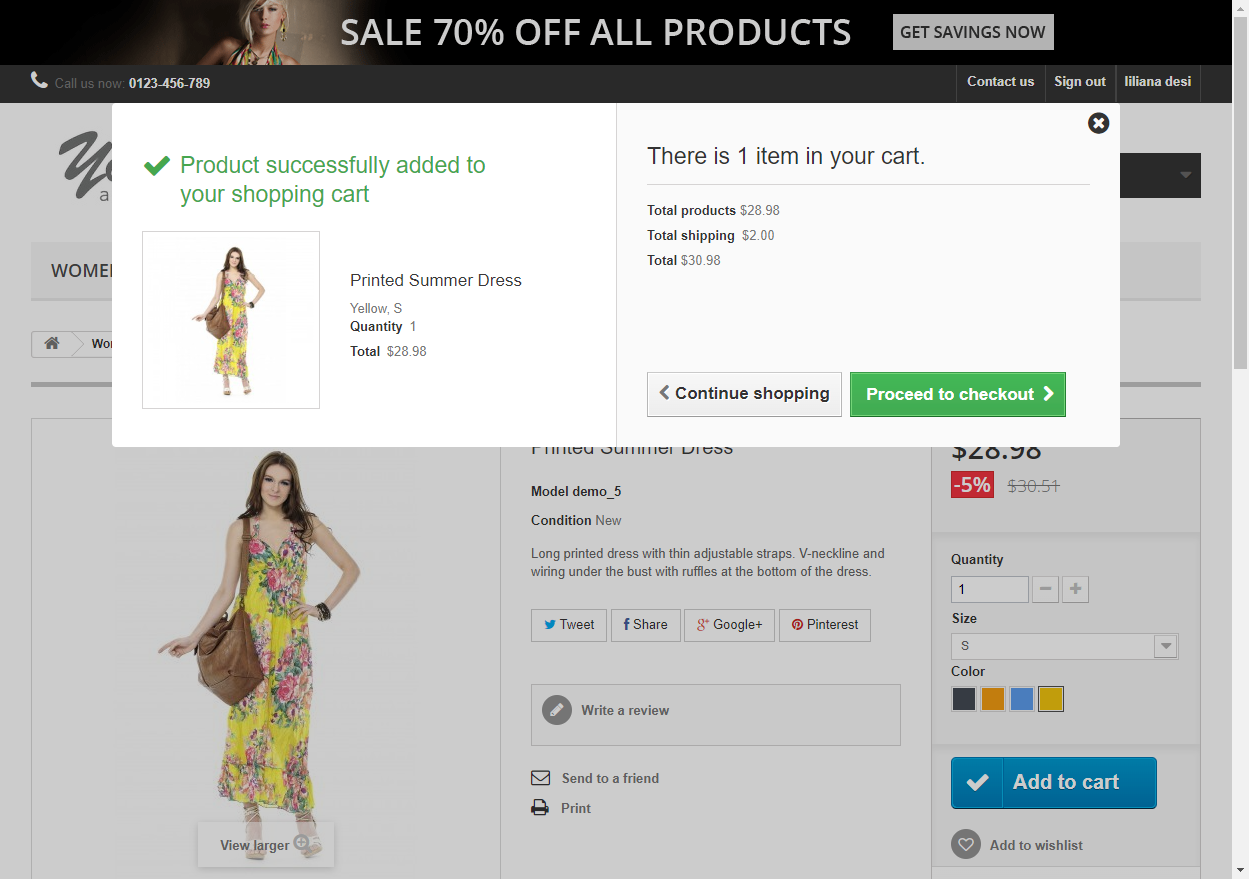 SALE 70% OFF ALL PRODUCTS
GET SAVINGS NOW
Call us now: 0123-456-789
Contact us
Sign out
liliana desi
Product successfully added to
your shopping cart
Printed Summer Dress
Yellow, S
Quantity 1
Total $28.98
There is 1 item in your cart.
Total products $28.98
Total shipping $2.00
Total $30.98
Continue shopping
Proceed to checkout
Printed Summer Dress
$28.98
-5% $30.51
Model demo_5
Condition New
Long printed dress with thin adjustable straps. V-neckline and
wiring under the bust with ruffles at the bottom of the dress.
Tweet
Share
Google+
Pinterest
Write a review
Send to a friend
Print
View larger
Quantity
1
Size
S
Color
Add to cart
Add to wishlist